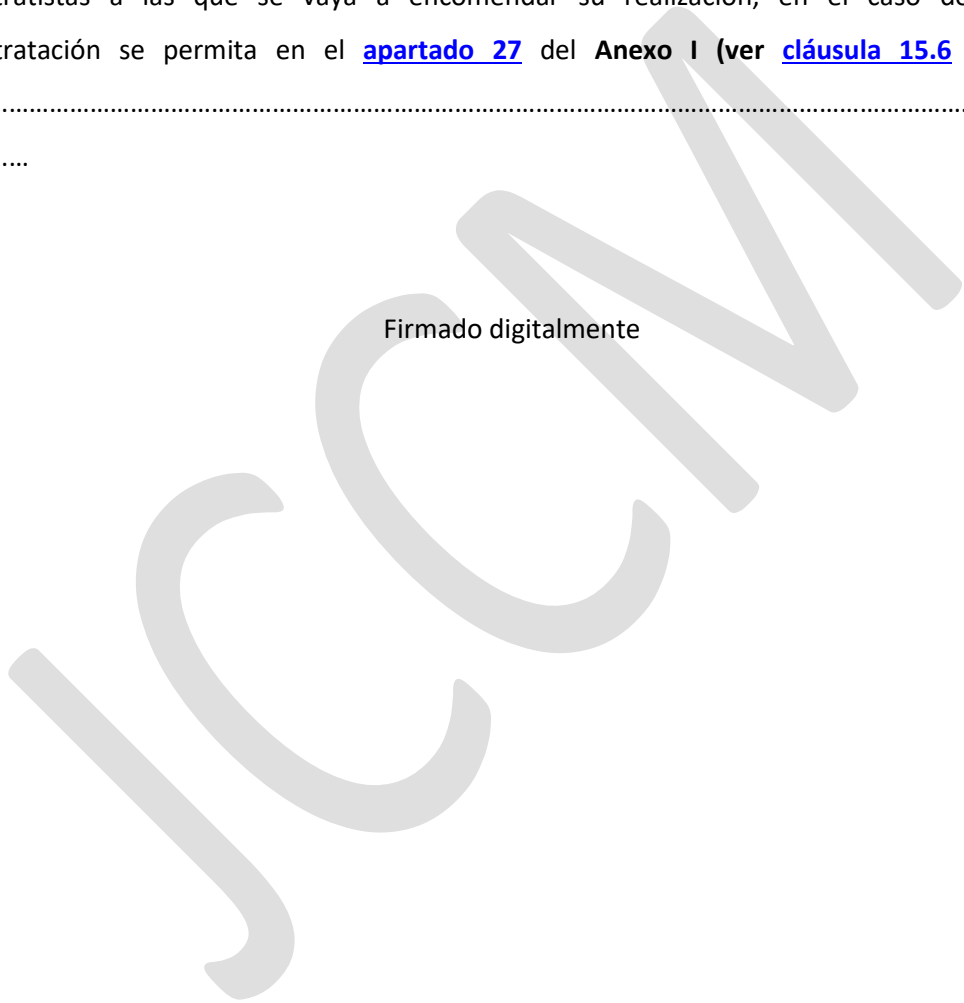 tratistas a las que se vaya a encomendar su realización, en el caso de
tratación se permita en el apartado 27 del Anexo I (ver cláusula 15.6
……………………………………………………………………………………………………………………
..…
Firmado digitalmente
JCCM